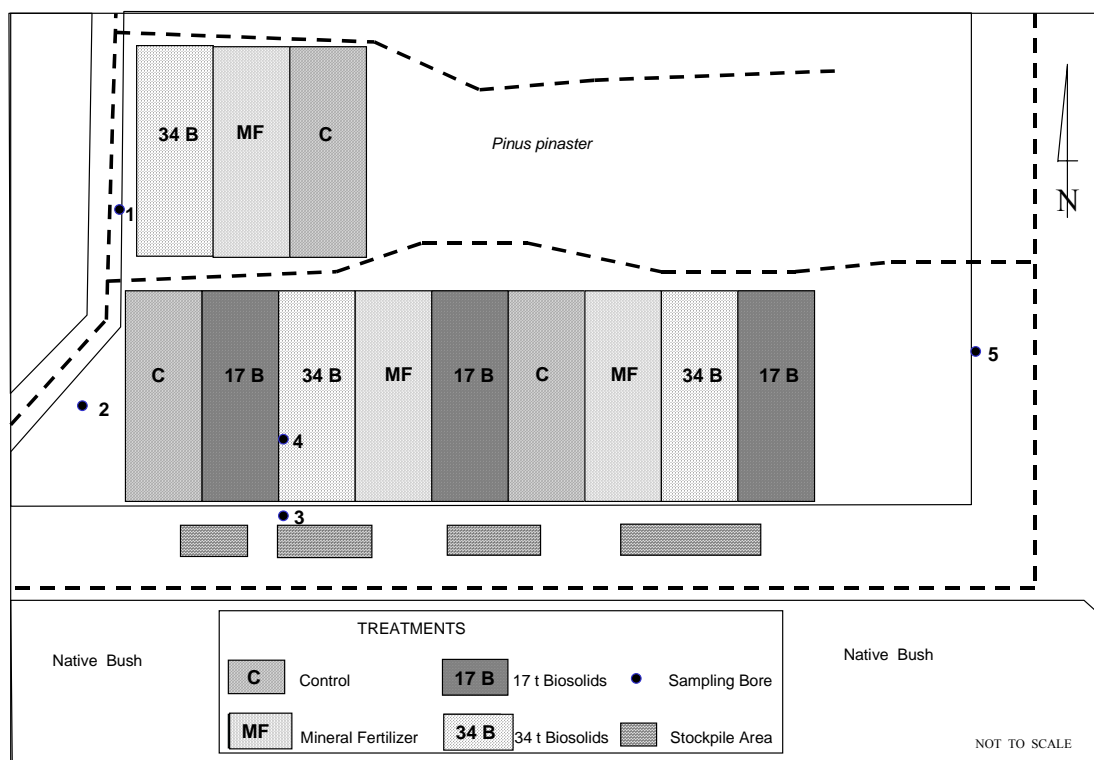 34 B MF C
Pinus pinaster
N
1
C 17 B 34 B MF 17 B C MF 34 B 17 B
5
2
4
3
Native Bush
Native Bush
TREATMENTS
C Control 17 B 17 t Biosolids Sampling Bore
MF Mineral Fertilizer 34 B 34 t Biosolids Stockpile Area
NOT TO SCALE